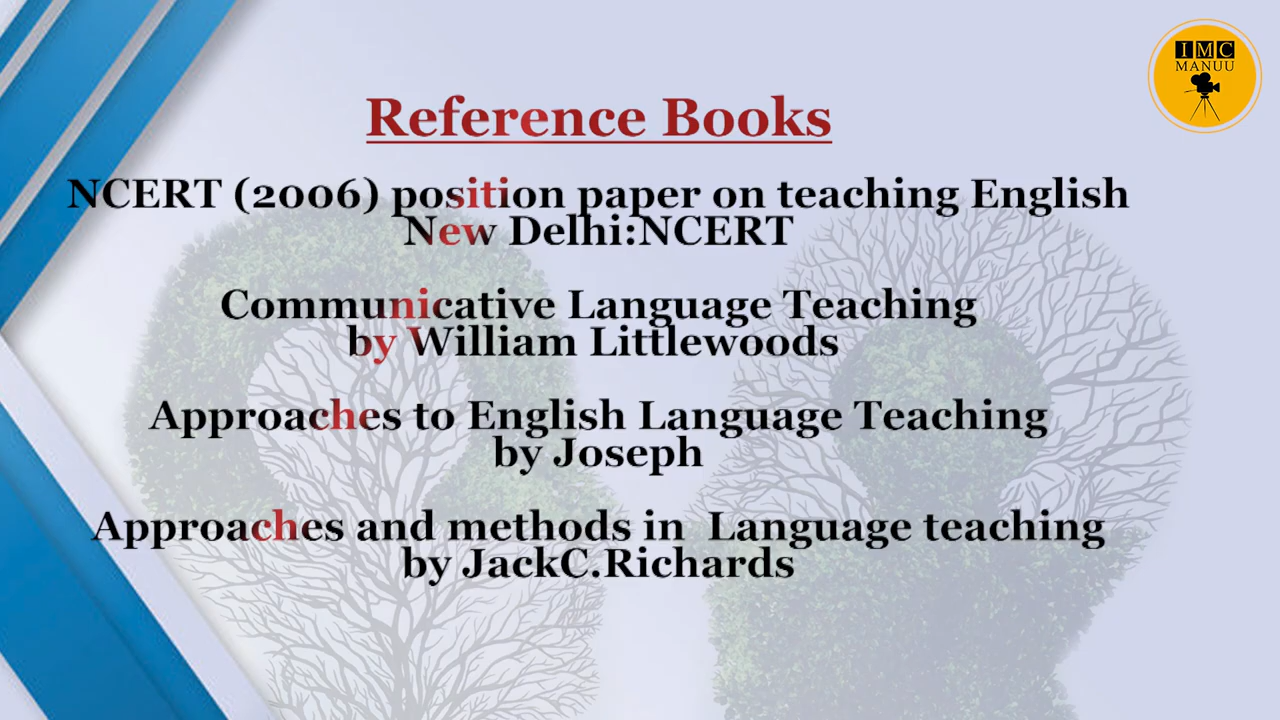 IMC
MANUU
Reference Books
NCERT (2006) position paper on teaching English
New Delhi:NCERT
Communicative Language Teaching
by William Littlewoods
Approaches to English Language Teaching
by Joseph
Approaches and methods in  Language teaching
by JackC.Richards